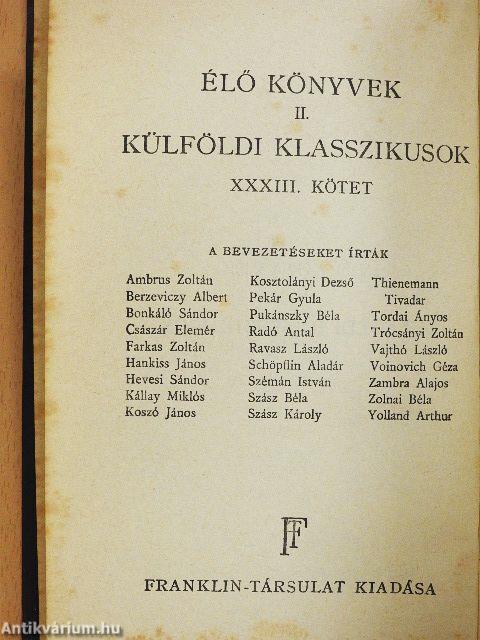 ÉLŐ KÖNYVEK
II.
KÜLFÖLDI KLASSZIKUSOK
XXXIII. KÖTET
A BEVEZETÉSEKET ÍRTÁK
Ambrus Zoltán
Berzeviczy Albert
Bonkáló Sándor
Császár Elemér
Farkas Zoltán
Hankiss János
Hevesi Sándor
Kállay Miklós
Koszó János
Kosztolányi Dezső
Pekár Gyula
Pukánszky Béla
Radó Antal
Ravasz László
Schöpflin Aladár
Szémán István
Szász Béla
Szász Károly
Thienemann
Tivadar
Tordai Ányos
Trócsányi Zoltán
Vajthó László
Voinovich Géza
Zambra Alajos
Zolnai Béla
Yolland Arthur
FT
FRANKLIN-TÁRSULAT KIADÁSA
Antikvárium.hu